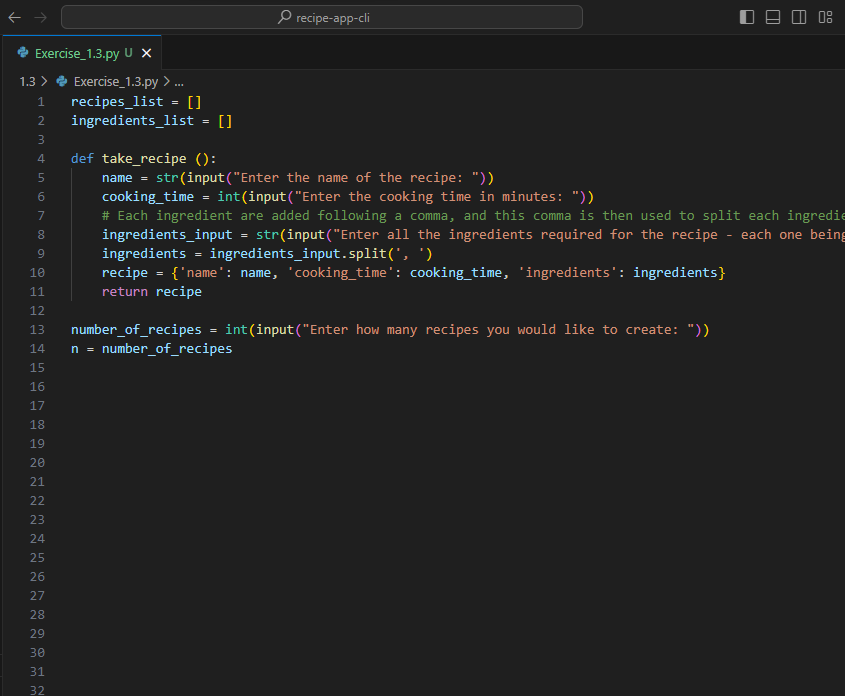 recipe-app-cli
Exercise_1.3.py U
1.3 > Exercise_1.3.py > ...
1 recipes_list = []
2 ingredients_list = []
3
4 def take_recipe ():
5     name = str(input("Enter the name of the recipe: "))
6     cooking_time = int(input("Enter the cooking time in minutes: "))
7     # Each ingredient are added following a comma, and this comma is then used to split each ingredie
8     ingredients_input = str(input("Enter all the ingredients required for the recipe - each one being
9     ingredients = ingredients_input.split(', ')
10     recipe = {'name': name, 'cooking_time': cooking_time, 'ingredients': ingredients}
11     return recipe
12
13 number_of_recipes = int(input("Enter how many recipes you would like to create: "))
14 n = number_of_recipes
15
16
17
18
19
20
21
22
23
24
25
26
27
28
29
30
31
32